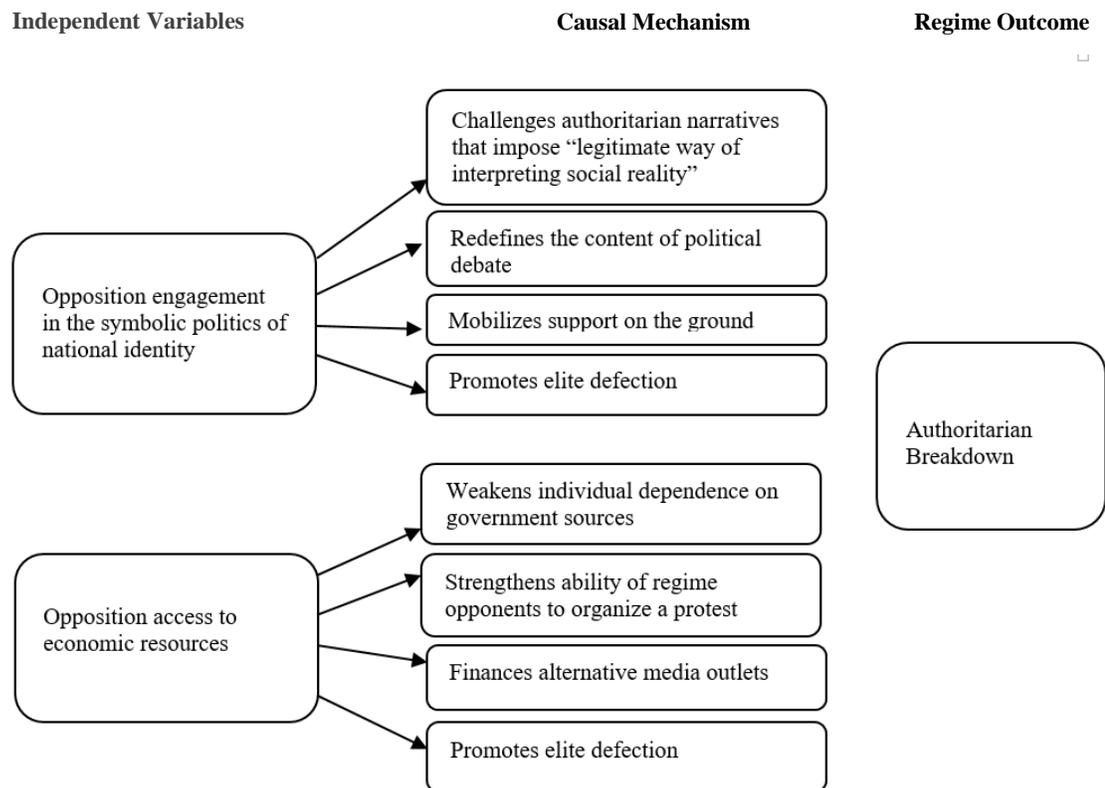 Independent Variables
Causal Mechanism
Regime Outcome
Opposition engagement
in the symbolic politics of
national identity
Challenges authoritarian narratives
that impose “legitimate way of
interpreting social reality”
Redefines the content of political
debate
Mobilizes support on the ground
Promotes elite defection
Opposition access to
economic resources
Weakens individual dependence on
government sources
Strengthens ability of regime
opponents to organize a protest
Finances alternative media outlets
Promotes elite defection
Authoritarian
Breakdown